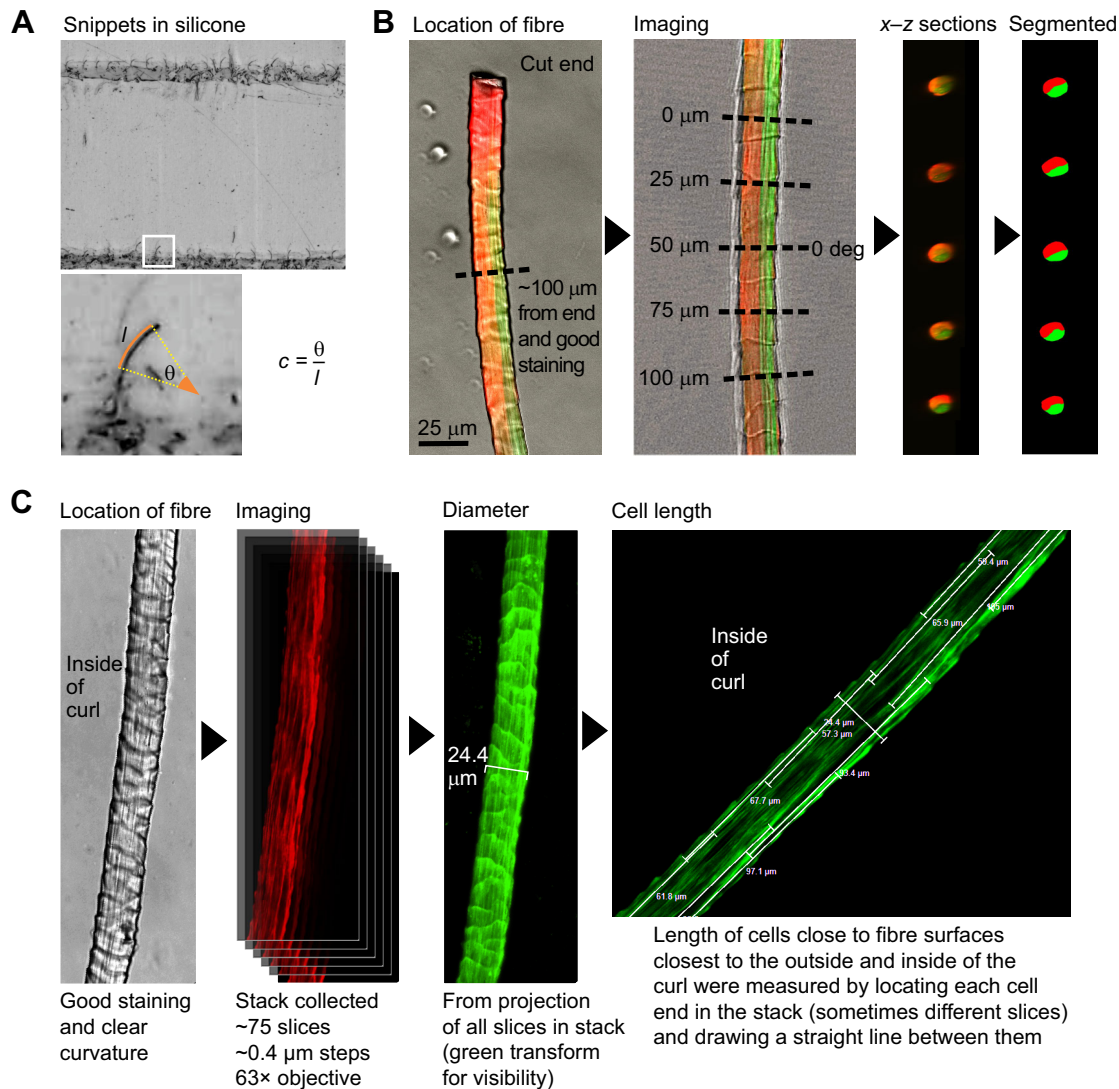 A
Snippets in silicone
l
θ
c = θ/l
B
Location of fibre
Cut end
~100 µm
from end
and good
staining
25 µm
Imaging
0 µm
25 µm
50 µm
0 deg
75 µm
100 µm
x–z sections
Segmented
C
Location of fibre
Inside
of
curl
Good staining
and clear
curvature
Imaging
Stack collected
~75 slices
~0.4 µm steps
63× objective
Diameter
24.4
µm
From projection
of all slices in stack
(green transform
for visibility)
Cell length
Inside
of
curl
59.4 µm
65.9 µm
24.4 µm
57.3 µm
93.4 µm
67.7 µm
97.1 µm
61.8 µm
Length of cells close to fibre surfaces
closest to the outside and inside of the
curl were measured by locating each cell
end in the stack (sometimes different slices)
and drawing a straight line between them